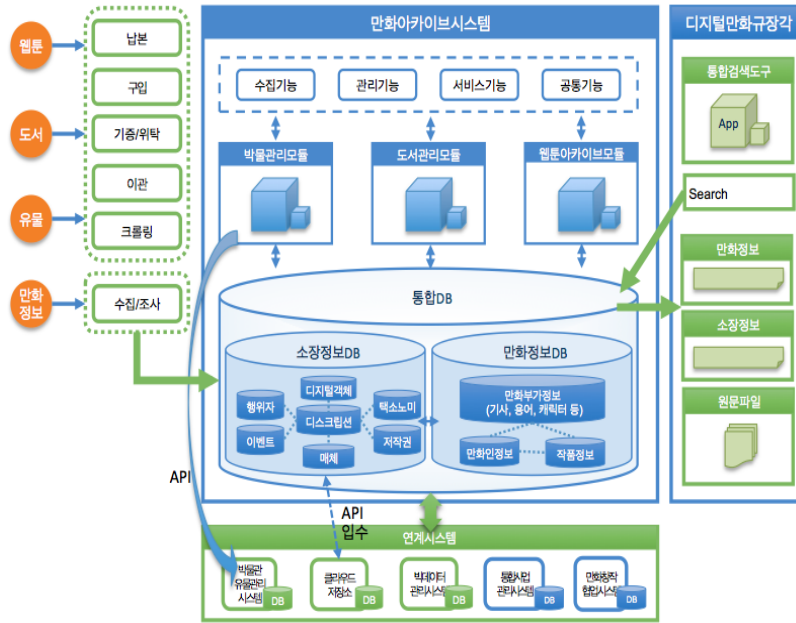 웹툰
도서
유물
만화
정보
납본
구입
기증/위탁
이관
크롤링
수집/조사
만화아카이브시스템
수집기능
관리기능
서비스기능
공통기능
박물관리모듈
도서관리모듈
웹툰아카이브모듈
통합DB
소장정보DB
디지털객체
행위자
택소노미
디스크립션
이벤트
저작권
매체
만화정보DB
만화부가정보
(기사, 용어, 캐릭터 등)
만화인정보
작품정보
API
API
입수
연계시스템
박물관
유물관리
시스템
DB
클라우드
저장소
DB
빅데이터
관리시스템
DB
통합사업
관리시스템
DB
만화창작
협업시스템
DB
디지털만화규장각
통합검색도구
App
Search
만화정보
소장정보
원문파일